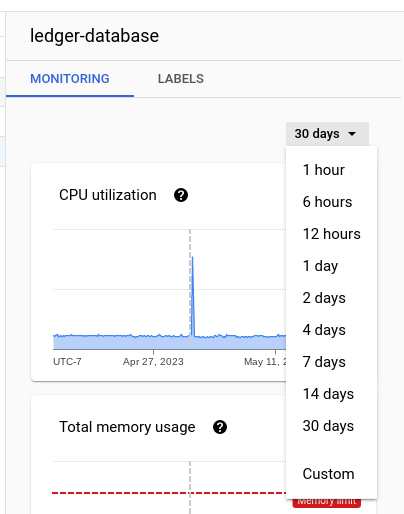 ledger-database
MONITORING LABELS
30 days
1 hour
6 hours
12 hours
1 day
2 days
4 days
7 days
14 days
30 days
Custom
CPU utilization ?
UTC-7 Apr 27, 2023 May 11, 2
Total memory usage ?
Memory limit